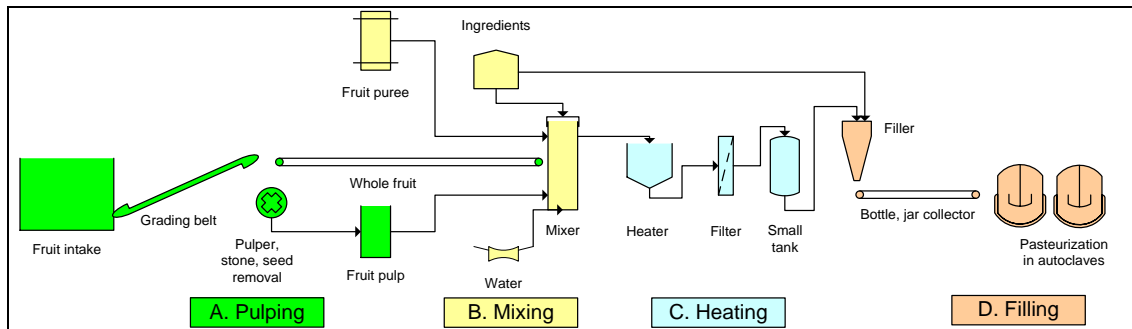 Ingredients
Fruit puree
Filler
Whole fruit
Grading belt
Fruit intake
Pulper,
stone, seed
removal
Fruit pulp
Water
Mixer
Heater
Filter
Small
tank
Bottle, jar collector
Pasteurization
in autoclaves
A. Pulping
B. Mixing
C. Heating
D. Filling